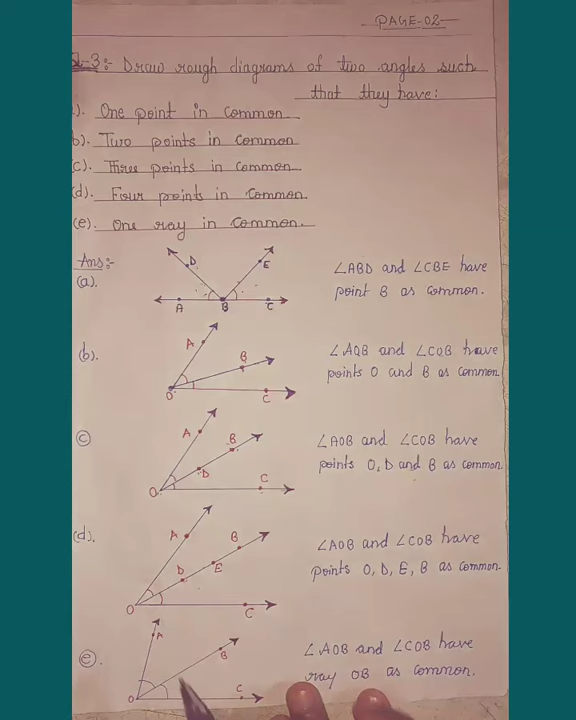 PAGE-02
Q-3:- Draw rough diagrams of two angles such
that they have:
). One point in common
b). Two points in common
(c). Three points in common
(d). Four points in common
(e). One ray in common.
Ans:-
(a). D E A B C ∠ABD and ∠CBE have
point B as common.
(b). A B O C ∠AOB and ∠COB have
points O and B as common.
(c) A B D C O ∠AOB and ∠COB have
points O, D and B as common.
(d). A B D E O C ∠AOB and ∠COB have
points O, D, E, B as common.
(e). A B C O ∠AOB and ∠COB have
ray OB as common.